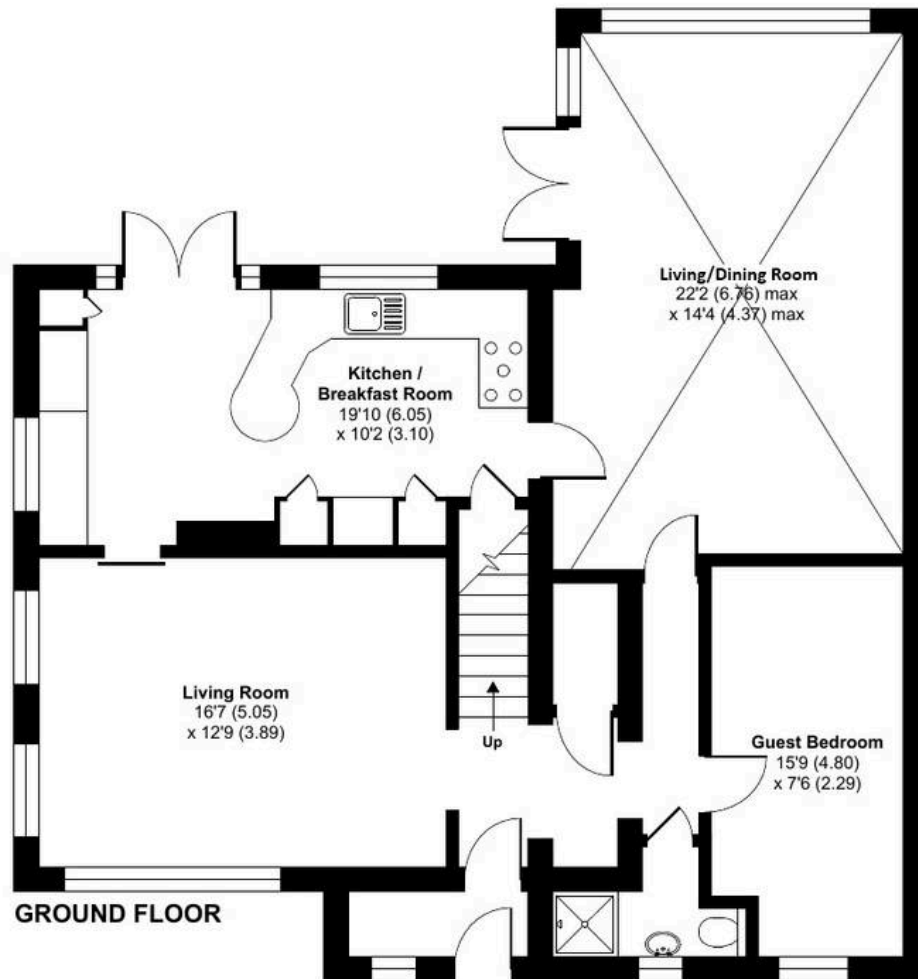 Living/Dining Room
22'2 (6.76) max
x 14'4 (4.37) max
Kitchen /
Breakfast Room
19'10 (6.05)
x 10'2 (3.10)
Living Room
16'7 (5.05)
x 12'9 (3.89)
Up
Guest Bedroom
15'9 (4.80)
x 7'6 (2.29)
GROUND FLOOR